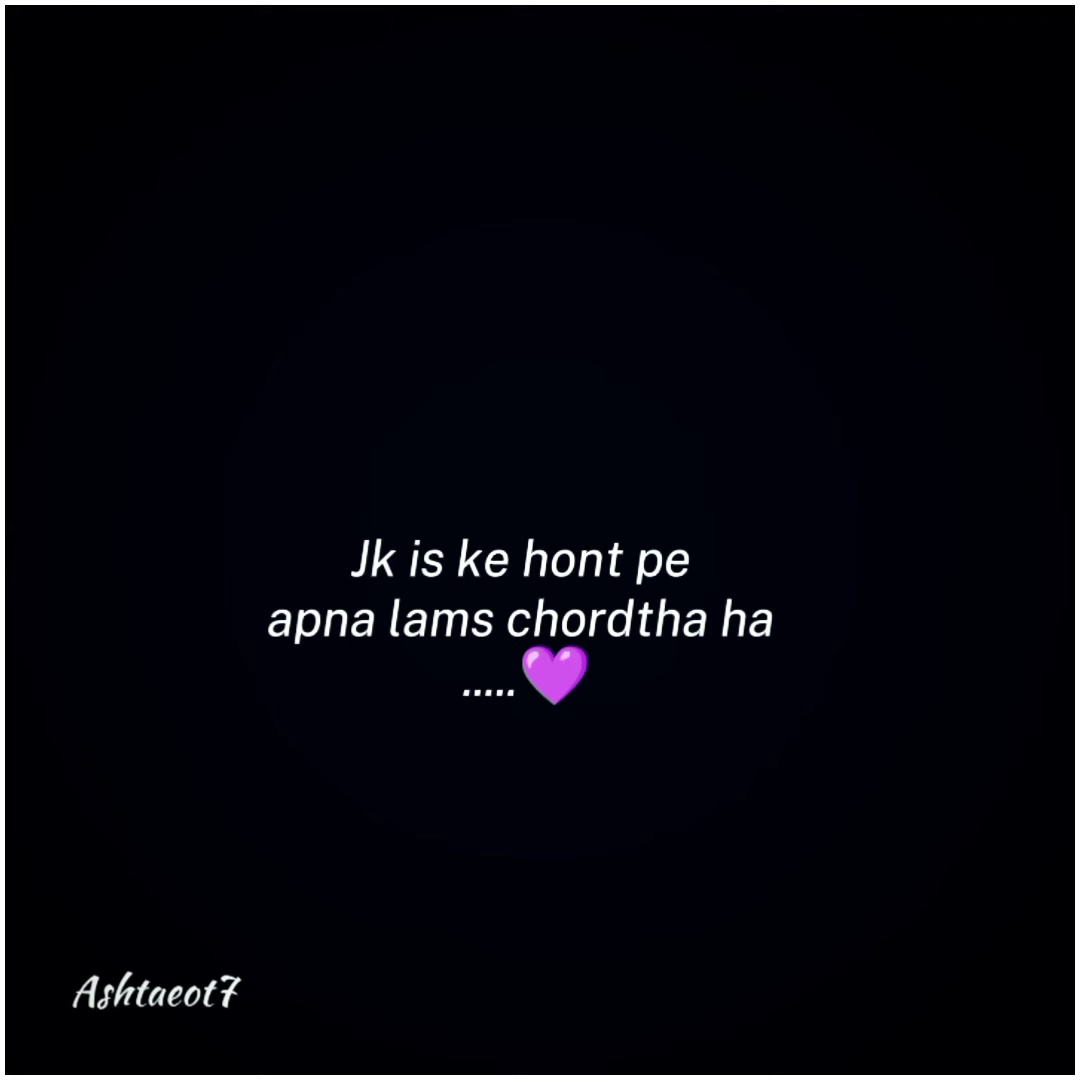 Jk is ke hont pe
apna lams chordtha ha
.....💜
Ashtaeot7